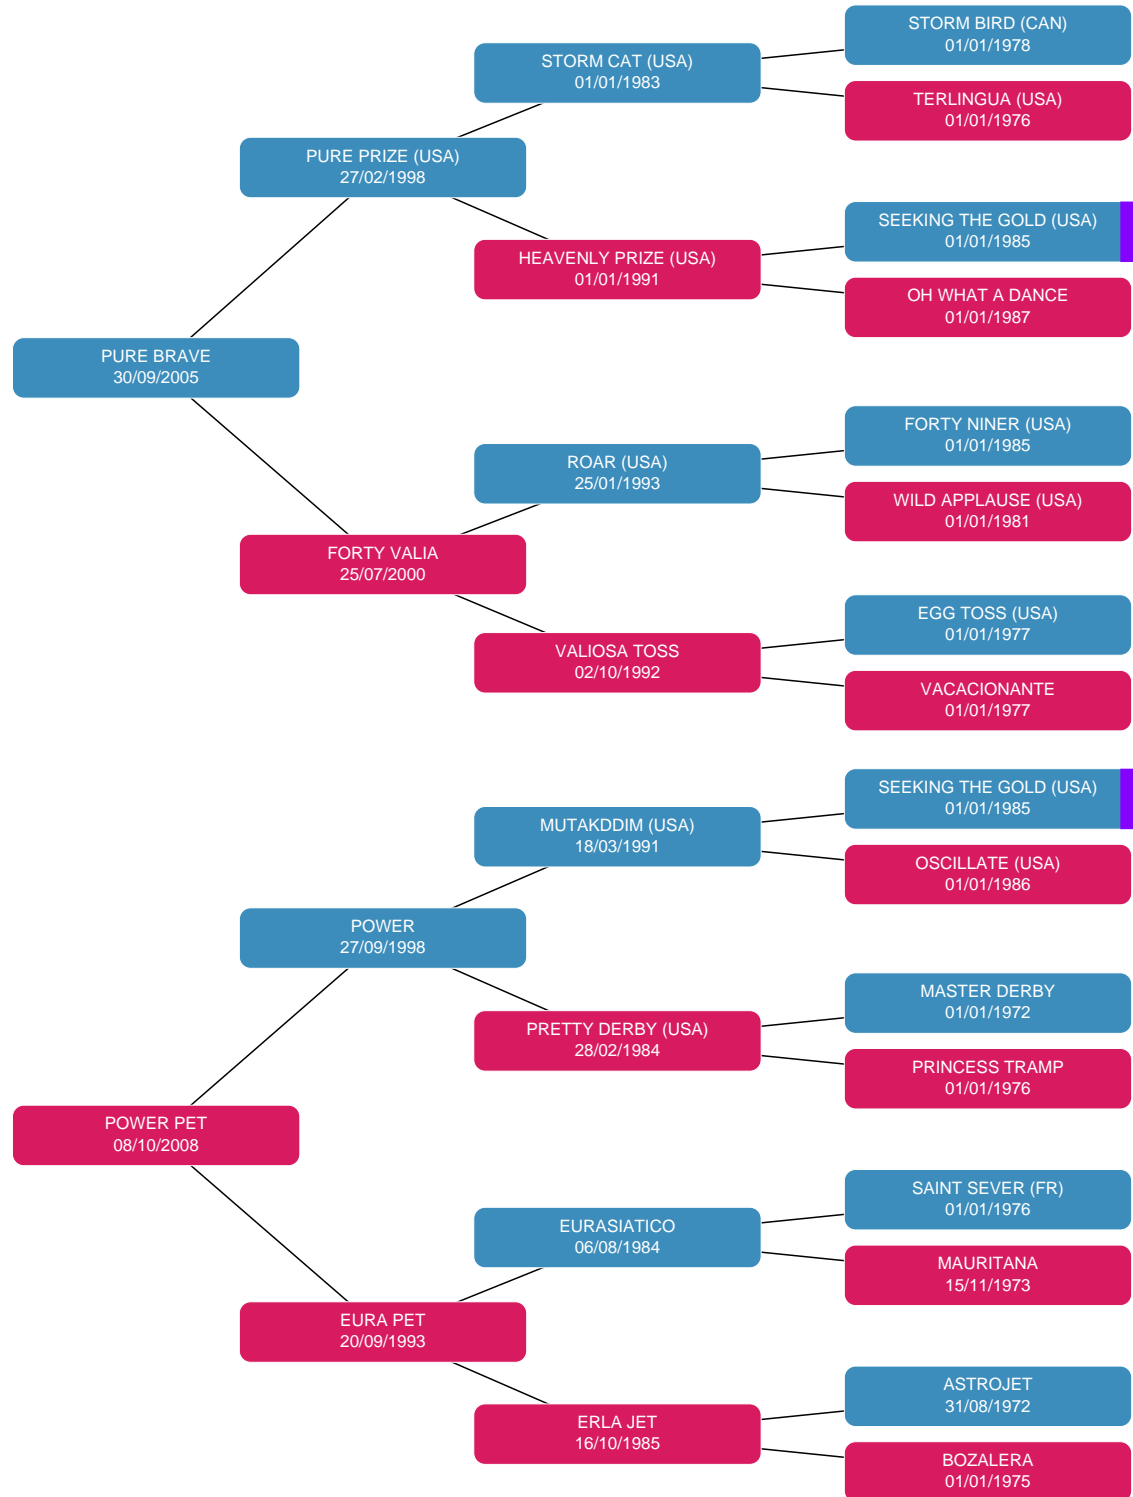 STORM BIRD (CAN)
01/01/1978
STORM CAT (USA)
01/01/1983
TERLINGUA (USA)
01/01/1976
PURE PRIZE (USA)
27/02/1998
SEEKING THE GOLD (USA)
01/01/1985
HEAVENLY PRIZE (USA)
01/01/1991
OH WHAT A DANCE
01/01/1987
PURE BRAVE
30/09/2005
FORTY NINER (USA)
01/01/1985
ROAR (USA)
25/01/1993
WILD APPLAUSE (USA)
01/01/1981
FORTY VALIA
25/07/2000
EGG TOSS (USA)
01/01/1977
VALIOSA TOSS
02/10/1992
VACACIONANTE
01/01/1977
SEEKING THE GOLD (USA)
01/01/1985
MUTAKDDIM (USA)
18/03/1991
OSCILLATE (USA)
01/01/1986
POWER
27/09/1998
MASTER DERBY
01/01/1972
PRETTY DERBY (USA)
28/02/1984
PRINCESS TRAMP
01/01/1976
POWER PET
08/10/2008
SAINT SEVER (FR)
01/01/1976
EURASIATICO
06/08/1984
MAURITANA
15/11/1973
EURA PET
20/09/1993
ASTROJET
31/08/1972
ERLA JET
16/10/1985
BOZALERA
01/01/1975